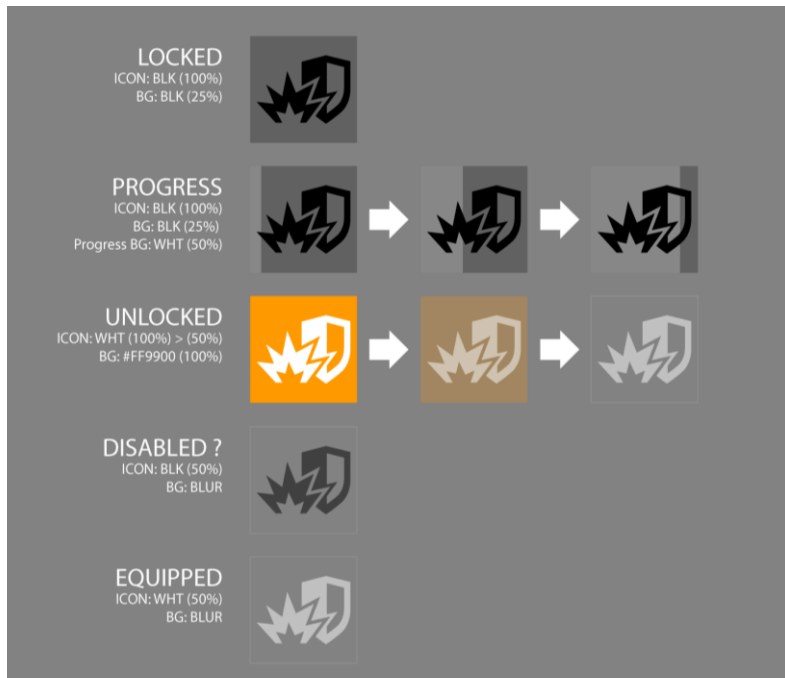 LOCKED
ICON: BLK (100%)
BG: BLK (25%)
PROGRESS
ICON: BLK (100%)
BG: BLK (25%)
Progress BG: WHT (50%)
UNLOCKED
ICON: WHT (100%) > (50%)
BG: #FF9900 (100%)
DISABLED ?
ICON: BLK (50%)
BG: BLUR
EQUIPPED
ICON: WHT (50%)
BG: BLUR